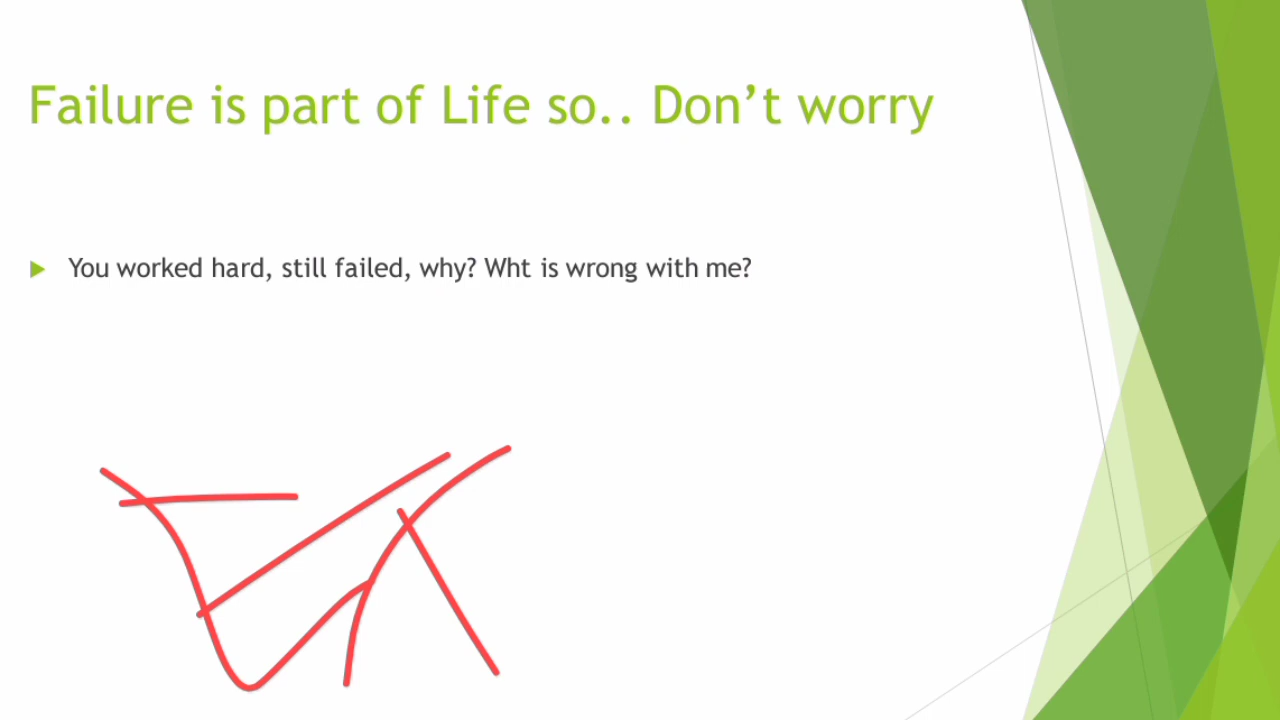 Failure is part of Life so.. Don’t worry
You worked hard, still failed, why? Wht is wrong with me?